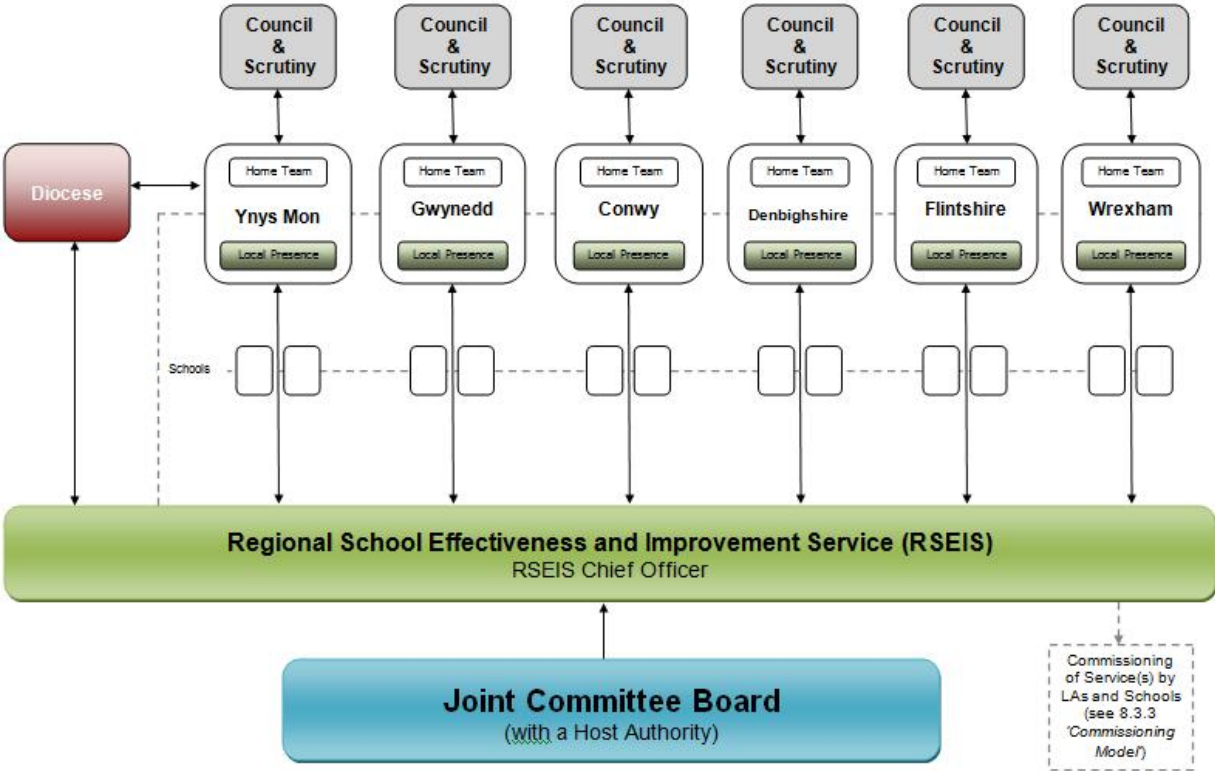 Council
&
Scrutiny
Council
&
Scrutiny
Council
&
Scrutiny
Council
&
Scrutiny
Council
&
Scrutiny
Council
&
Scrutiny
Diocese
Home Team
Ynys Mon
Local Presence
Home Team
Gwynedd
Local Presence
Home Team
Conwy
Local Presence
Home Team
Denbighshire
Local Presence
Home Team
Flintshire
Local Presence
Home Team
Wrexham
Local Presence
Schools
Regional School Effectiveness and Improvement Service (RSEIS)
RSEIS Chief Officer
Joint Committee Board
(with a Host Authority)
Commissioning
of Service(s) by
LAs and Schools
(see 8.3.3
'Commissioning
Model')